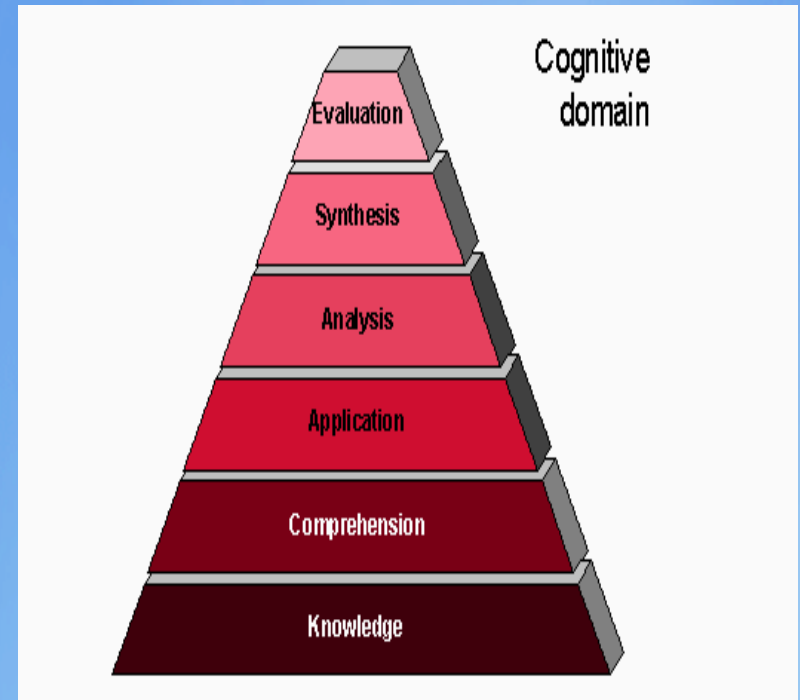 Cognitive
domain
Evaluation
Synthesis
Analysis
Application
Comprehension
Knowledge